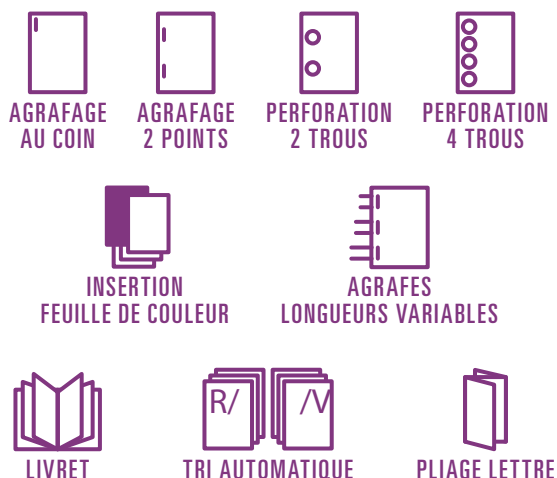 AGRAFAGE
AU COIN
AGRAFAGE
2 POINTS
PERFORATION
2 TROUS
PERFORATION
4 TROUS
INSERTION
FEUILLE DE COULEUR
AGRAFES
LONGUEURS VARIABLES
R/
/V
LIVRET
TRI AUTOMATIQUE
PLIAGE LETTRE